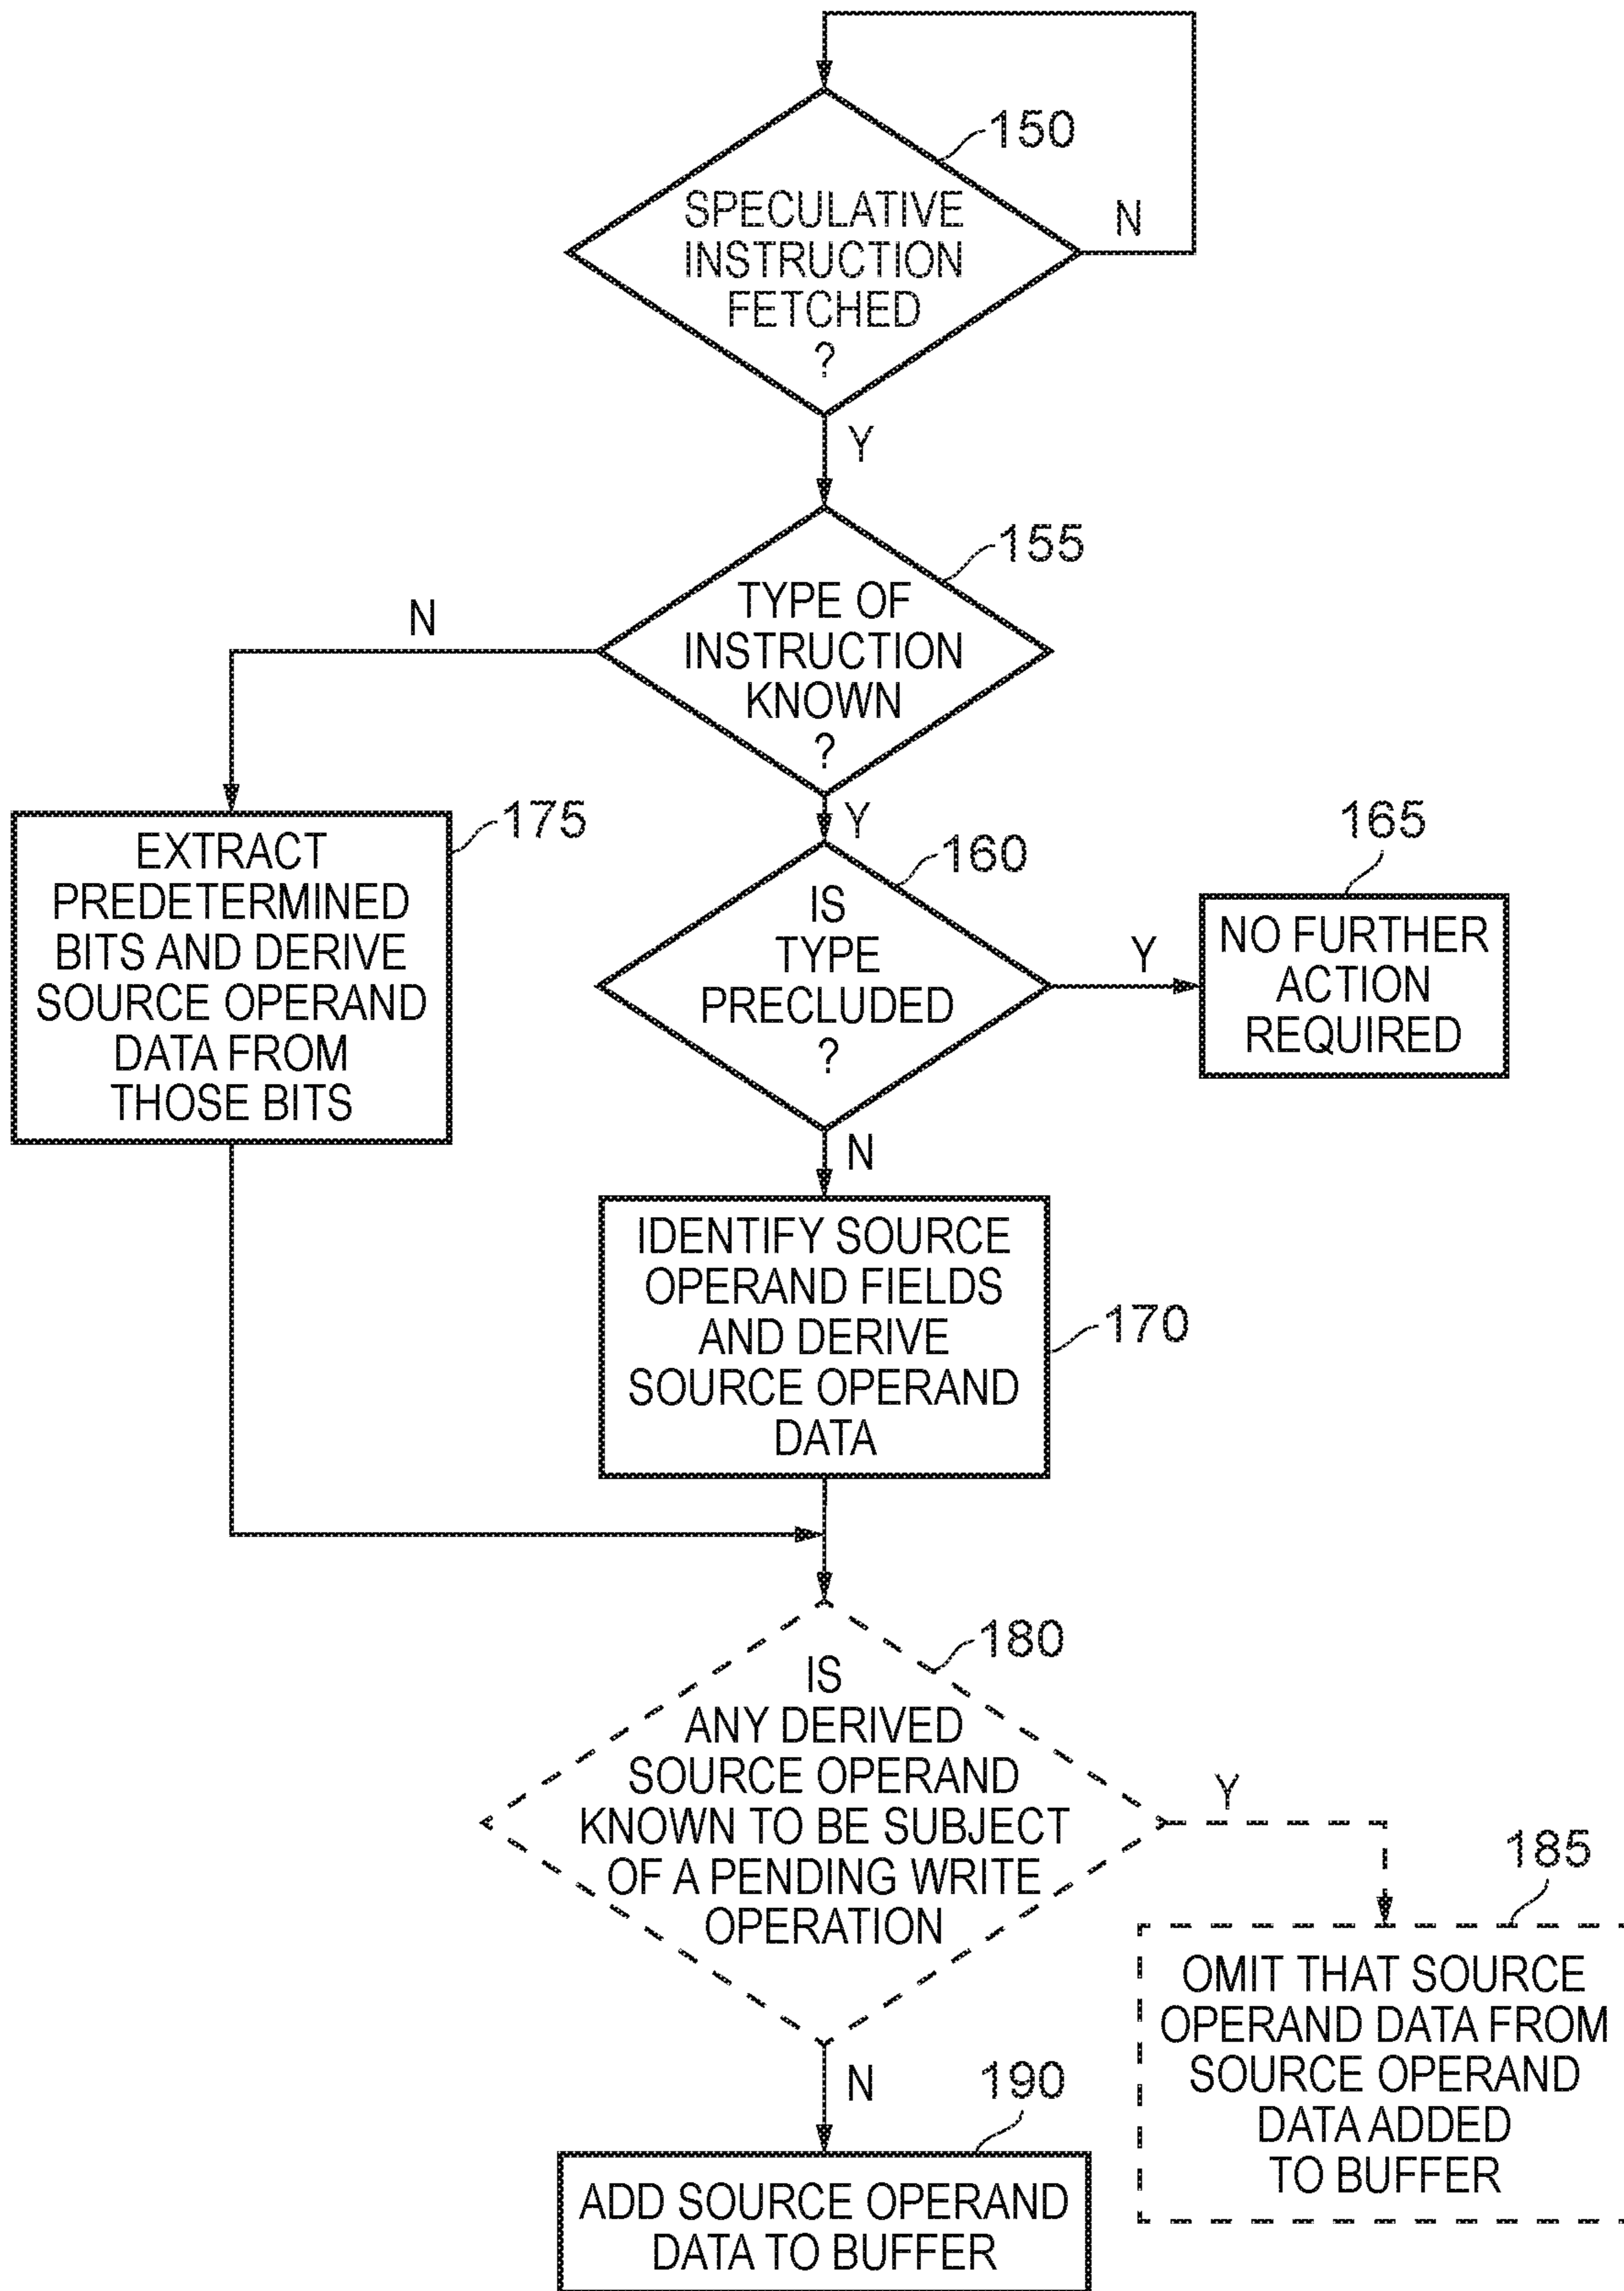 150
SPECULATIVE
INSTRUCTION
FETCHED
?
N
Y
155
TYPE OF
INSTRUCTION
KNOWN
?
N
Y
175
EXTRACT
PREDETERMINED
BITS AND DERIVE
SOURCE OPERAND
DATA FROM
THOSE BITS
160
IS
TYPE
PRECLUDED
?
Y
165
NO FURTHER
ACTION
REQUIRED
N
IDENTIFY SOURCE
OPERAND FIELDS
AND DERIVE
SOURCE OPERAND
DATA
170
180
IS
ANY DERIVED
SOURCE OPERAND
KNOWN TO BE SUBJECT
OF A PENDING WRITE
OPERATION
Y
185
OMIT THAT SOURCE
OPERAND DATA FROM
SOURCE OPERAND
DATA ADDED
TO BUFFER
N
190
ADD SOURCE OPERAND
DATA TO BUFFER